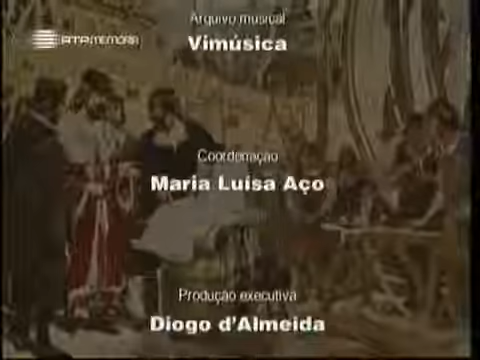 Arquivo musical
RTP MEMÓRIA
Vimúsica
Coordenação
Maria Luísa Aço
Produção executiva
Diogo d'Almeida